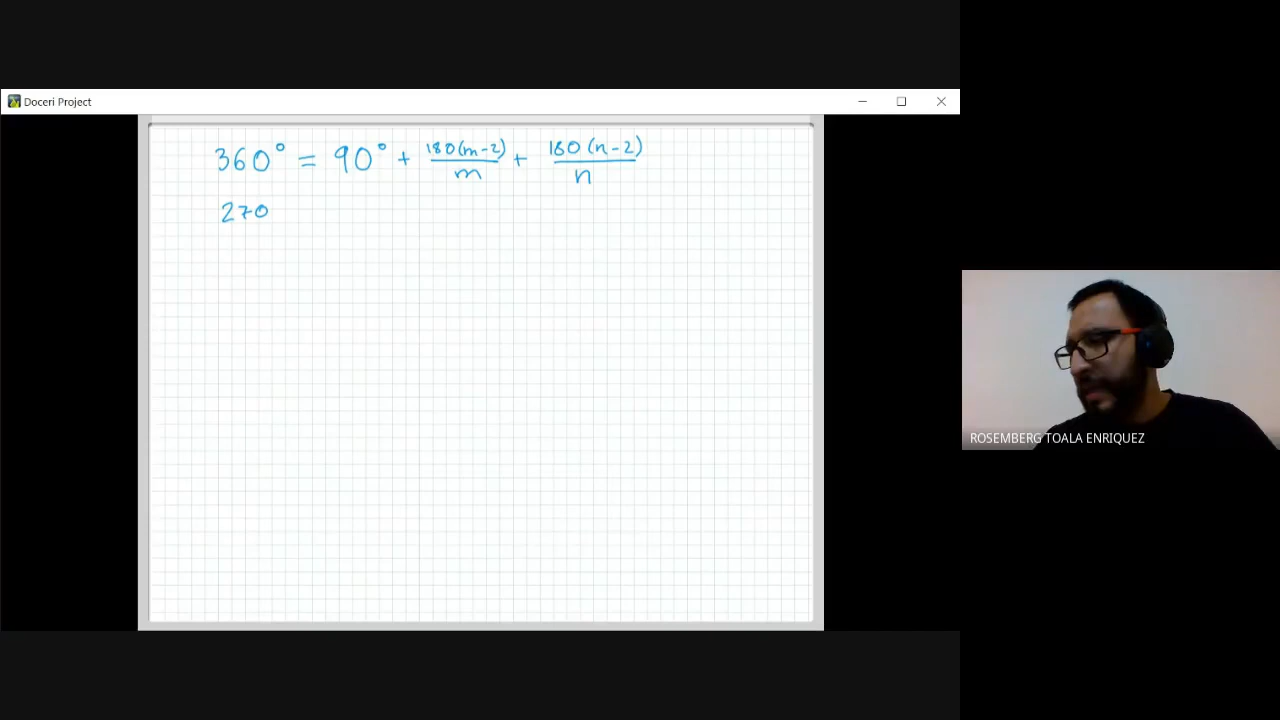 Doceri Project
360° = 90° + 180(m-2)/m + 180(n-2)/n
270
ROSEMBERG TOALA ENRIQUEZ